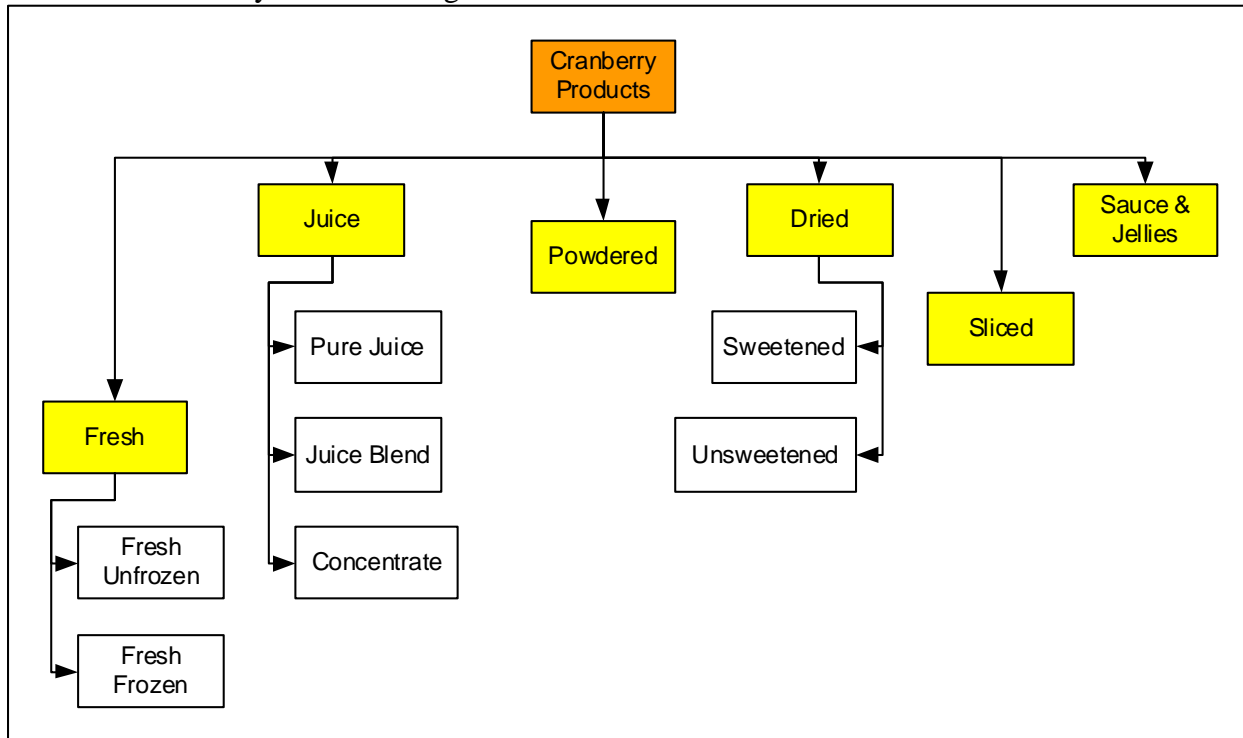 Cranberry
Products
Juice
Powdered
Dried
Sauce &
Jellies
Sliced
Fresh
Pure Juice
Juice Blend
Concentrate
Sweetened
Unsweetened
Fresh
Unfrozen
Fresh
Frozen